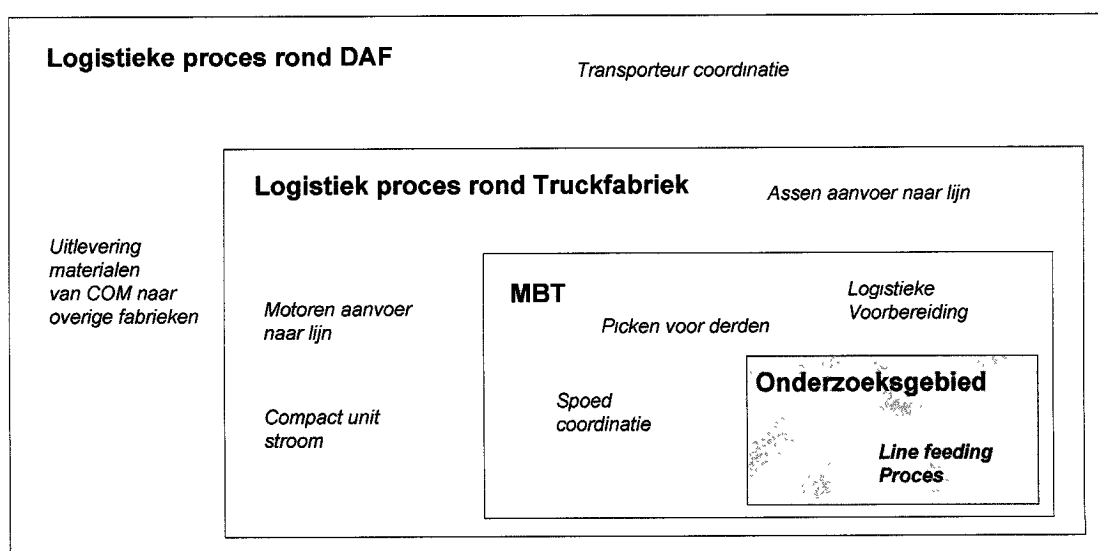 Logistieke proces rond DAF
Transporteur coordinatie
Logistiek proces rond Truckfabriek
Assen aanvoer naar lijn
Uitlevering
materialen
van COM naar
overige fabrieken
Motoren aanvoer
naar lijn
Compact unit
stroom
MBT
Logistieke
Voorbereiding
Picken voor derden
Spoed
coordinatie
Onderzoeksgebied
Line feeding
Proces